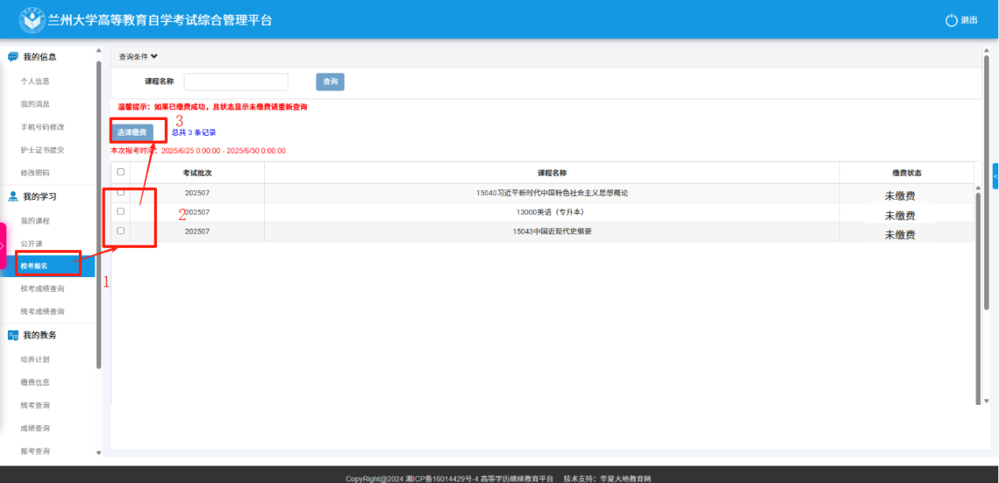 兰州大学高等教育自学考试综合管理平台
退出
我的信息
个人信息
我的消息
手机号码修改
护士证书提交
修改密码
我的学习
我的课程
公开课
校考报名
校考成绩查询
统考成绩查询
我的教务
培养计划
缴费信息
统考查询
成绩查询
报考查询
查询条件
课程名称
查询
温馨提示：如果已缴费成功，且状态显示未缴费请重新查询
3
选课缴费 总共 3 条记录
本次报考时间：2025/6/25 0:00:00 - 2025/6/30 0:00:00
考试批次 课程名称 缴费状态
202507 15040习近平新时代中国特色社会主义思想概论 未缴费
2
202507 13000英语（专升本） 未缴费
202507 15043中国近现代史纲要 未缴费
1
CopyRight@2024 湘ICP备16014429号-4 高等学历继续教育平台 技术支持：华夏大地教育网